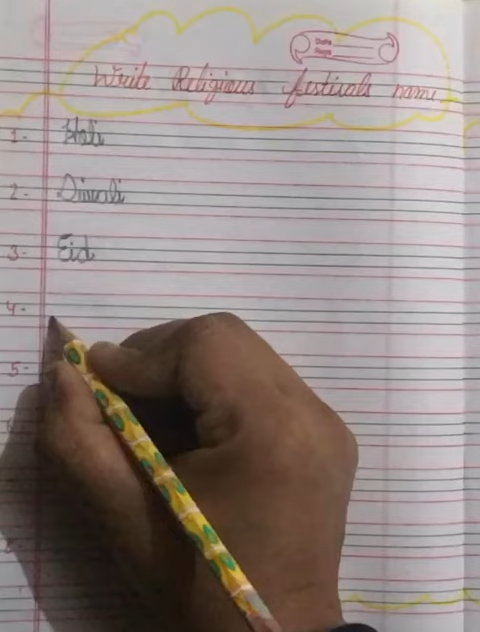 Date
Page
Write Religious festivals name
1- Holi
2- Diwali
3- Eid
4-
5-